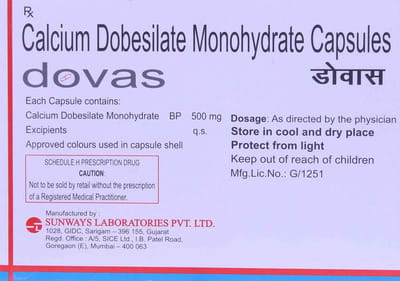 Rx
Calcium Dobesilate Monohydrate Capsules
dovas डोवास
Each Capsule contains:
Calcium Dobesilate Monohydrate BP 500 mg
Excipients q.s.
Approved colours used in capsule shell
Dosage: As directed by the physician
Store in cool and dry place
Protect from light
Keep out of reach of children
Mfg.Lic.No.: G/1251
SCHEDULE H PRESCRIPTION DRUG
CAUTION:
Not to be sold by retail without the prescription
of a Registered Medical Practitioner.
Manufactured by :
SUNWAYS LABORATORIES PVT. LTD.
1028, GIDC, Sarigam – 396 155, Gujarat
Regd. Office : A/5, SICE Ltd., I.B. Patel Road,
Goregaon (E), Mumbai – 400 063